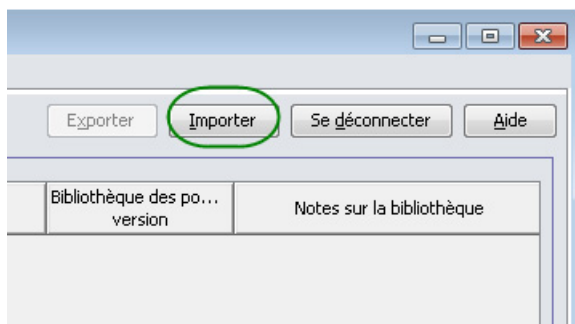 Exporter Importer Se déconnecter Aide
Bibliothèque des po... Notes sur la bibliothèque
version